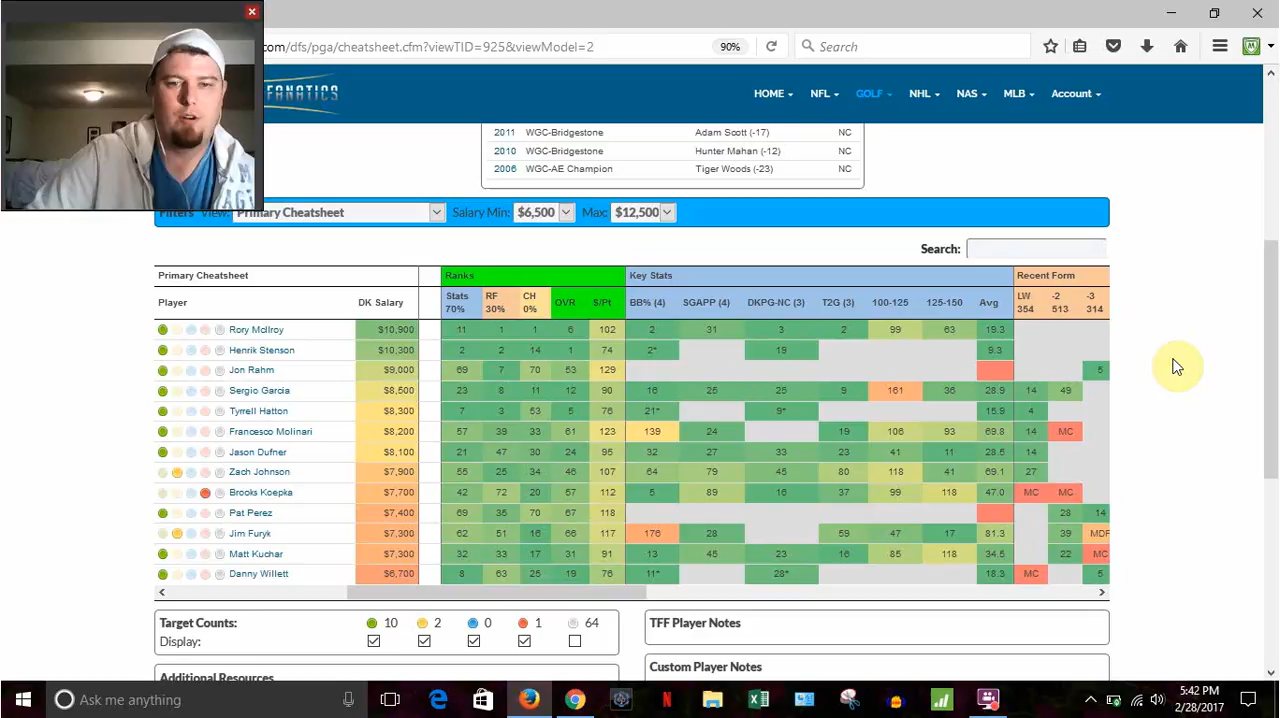 com/dfs/pga/cheatsheet.cfm?viewTID=925&viewModel=2 90% Search
FANATICS HOME NFL GOLF NHL NAS MLB Account
2011 WGC-Bridgestone Adam Scott (-17) NC
2010 WGC-Bridgestone Hunter Mahan (-12) NC
2006 WGC-AE Champion Tiger Woods (-23) NC
Filters View: Primary Cheatsheet Salary Min: $6,500 Max: $12,500
Search:
Primary Cheatsheet Ranks Key Stats Recent Form
Player DK Salary Stats 70% RF 30% CH 0% OVR $/Pt BB% (4) SGAPP (4) DKPG-NC (3) T2G (3) 100-125 125-150 Avg LW 354 -2 513 -3 314
Rory McIlroy $10,900 11 1 1 6 102 2 31 3 2 99 63 19.3
Henrik Stenson $10,300 2 2 14 1 74 2* 19 9.3
Jon Rahm $9,000 69 7 70 53 129 5
Sergio Garcia $8,500 23 8 11 12 90 16 25 25 9 161 36 28.9 14 49
Tyrrell Hatton $8,300 7 3 53 5 76 21* 9* 15.9 4
Francesco Molinari $8,200 57 39 33 61 123 139 24 19 106 93 69.8 14 MC
Jason Dufner $8,100 21 47 30 24 95 32 27 33 23 41 11 28.5 14
Zach Johnson $7,900 55 25 34 46 107 64 79 45 80 118 41 69.1 27
Brooks Koepka $7,700 42 72 20 57 112 5 89 16 37 99 118 47.0 MC MC
Pat Perez $7,400 69 35 70 67 118 28 14
Jim Furyk $7,300 62 51 16 66 117 176 28 59 47 17 81.3 39 MDF
Matt Kuchar $7,300 32 33 17 31 91 13 46 23 16 85 118 34.5 22 MC
Danny Willett $6,700 8 63 25 19 76 11* 28* 18.3 MC 5
Target Counts: 10 2 0 1 64
Display:
TFF Player Notes
Custom Player Notes
Additional Resources
Ask me anything
5:42 PM
2/28/2017